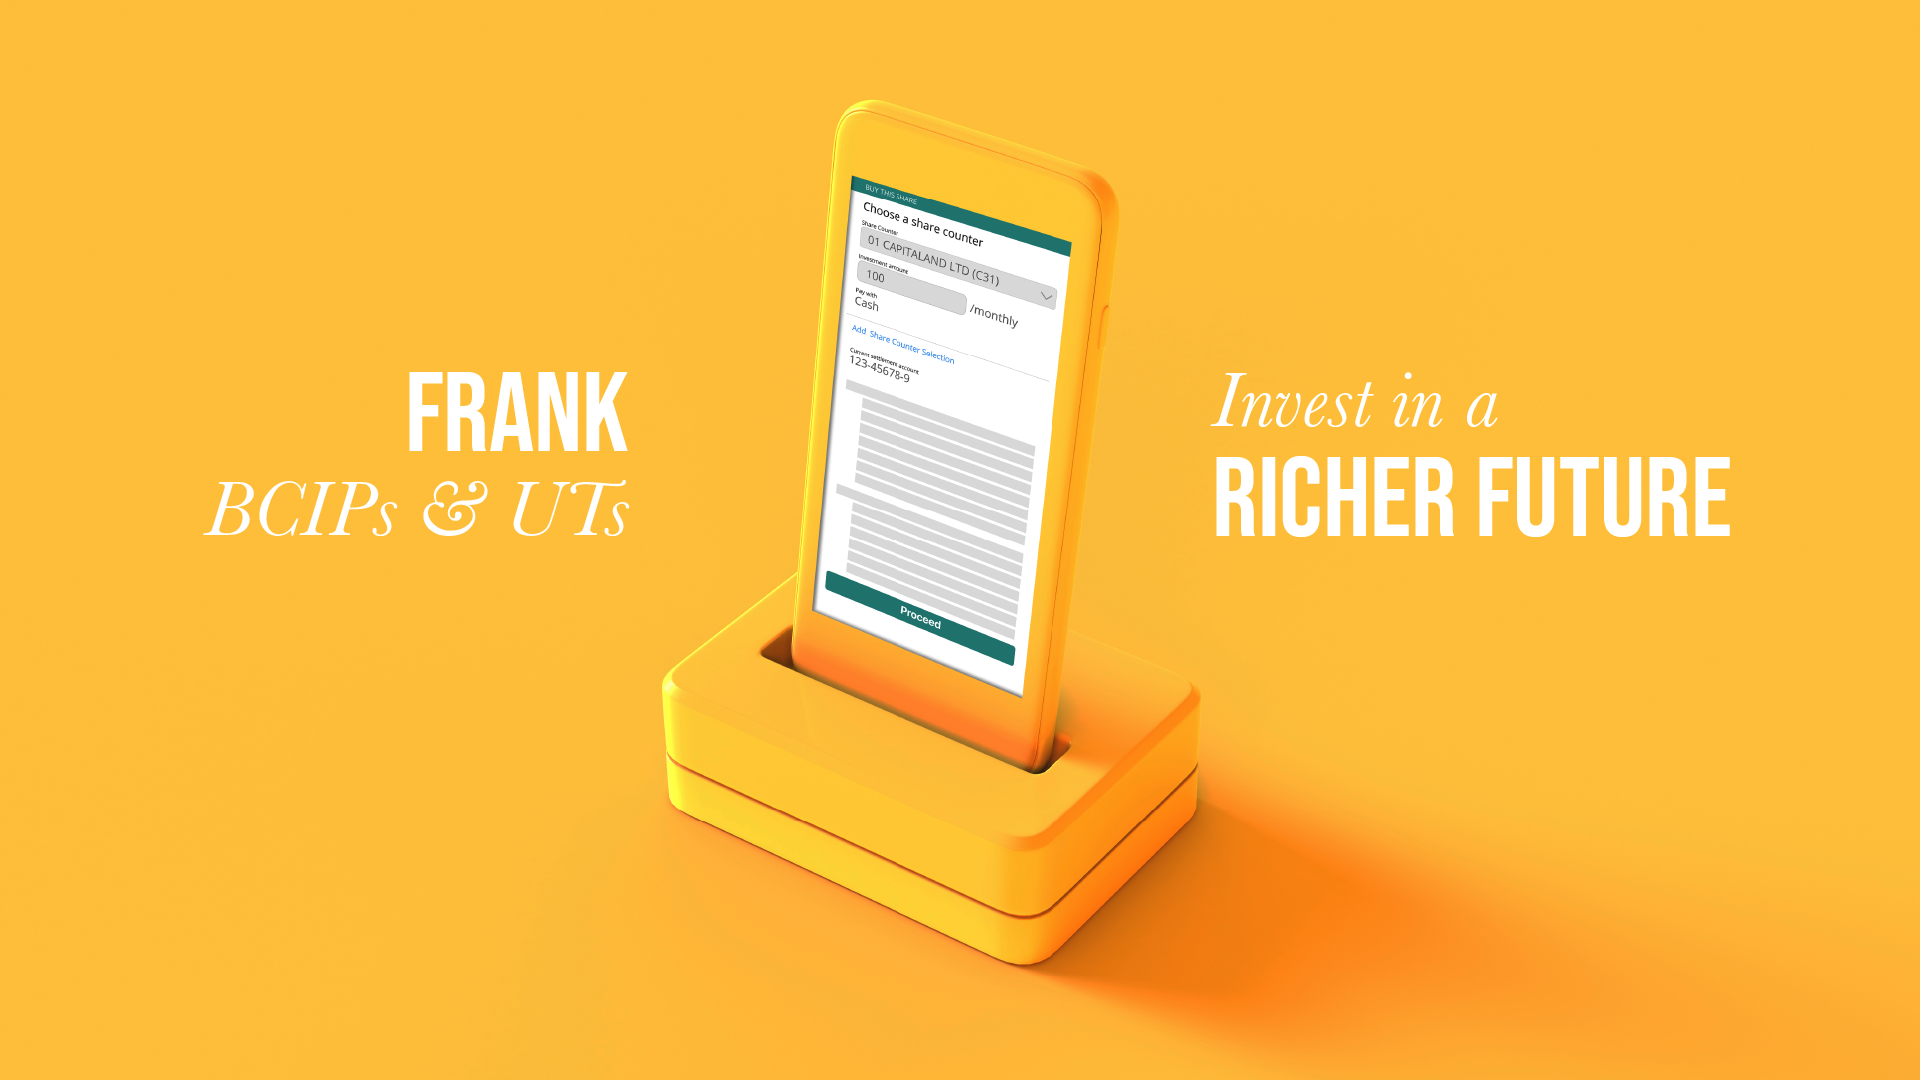 FRANK
BCIPs & UTs
BUY THIS SHARE
Choose a share counter
Share Counter
01 CAPITALAND LTD (C31)
Investment amount
100
/monthly
Pay with
Cash
Add Share Counter Selection
Current settlement account
123-45678-9
Proceed
Invest in a
RICHER FUTURE